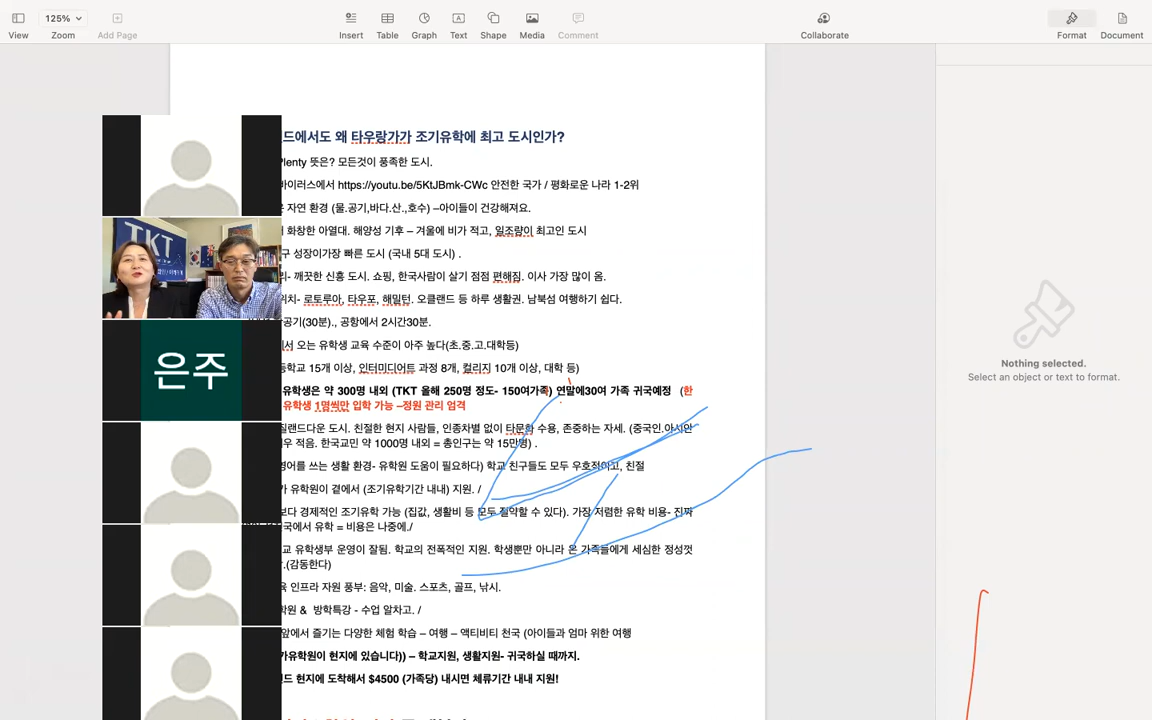 125%
View
Zoom
Add Page
Insert
Table
Graph
Text
Shape
Media
Comment
Collaborate
Format
Document
드에서도 왜 타우랑가가 조기유학에 최고 도시인가?
Plenty 뜻은? 모든것이 풍족한 도시.
바이러스에서 https://youtu.be/5KtJBmk-CWc 안전한 국가 / 평화로운 나라 1-2위
자연 환경 (물.공기,바다.산.,호수) –아이들이 건강해져요.
화창한 아열대. 해양성 기후 – 겨울에 비가 적고, 일조량이 최고인 도시
구 성장이가장 빠른 도시 (국내 5대 도시) .
깨끗한 신흥 도시. 쇼핑, 한국사람이 살기 점점 편해짐. 이사 가장 많이 옴.
위치- 로토루아, 타우포, 해밀턴. 오클랜드 등 하루 생활권. 남북섬 여행하기 쉽다.
공기(30분)., 공항에서 2시간30분.
서 오는 유학생 교육 수준이 아주 높다(초.중.고.대학등)
등학교 15개 이상, 인터미디어트 과정 8개, 컬리지 10개 이상, 대학 등)
유학생은 약 300명 내외 (TKT 올해 250명 정도- 150여가족) 연말에30여 가족 귀국예정 (한
유학생 1명씩만 입학 가능 –정원 관리 엄격
질랜드다운 도시. 친절한 현지 사람들, 인종차별 없이 타문화 수용, 존중하는 자세. (중국인.아시안
우 적음. 한국교민 약 1000명 내외 = 총인구는 약 15만명) .
영어를 쓰는 생활 환경- 유학원 도움이 필요하다) 학교 친구들도 모두 우호적이고, 친절
가 유학원이 곁에서 (조기유학기간 내내) 지원. /
보다 경제적인 조기유학 가능 (집값, 생활비 등 모두 절약할 수 있다). 가장 저렴한 유학 비용- 진짜
국에서 유학 = 비용은 나중에./
교 유학생부 운영이 잘됨. 학교의 전폭적인 지원. 학생뿐만 아니라 온 가족들에게 세심한 정성껏
.(감동한다)
육 인프라 자원 풍부: 음악, 미술. 스포츠, 골프, 낚시.
학원 & 방학특강 - 수업 알차고. /
앞에서 즐기는 다양한 체험 학습 – 여행 – 액티비티 천국 (아이들과 엄마 위한 여행
가유학원이 현지에 있습니다)) – 학교지원, 생활지원- 귀국하실 때까지.
드 현지에 도착해서 $4500 (가족당) 내시면 체류기간 내내 지원!
TKT
은주
Nothing selected.
Select an object or text to format.